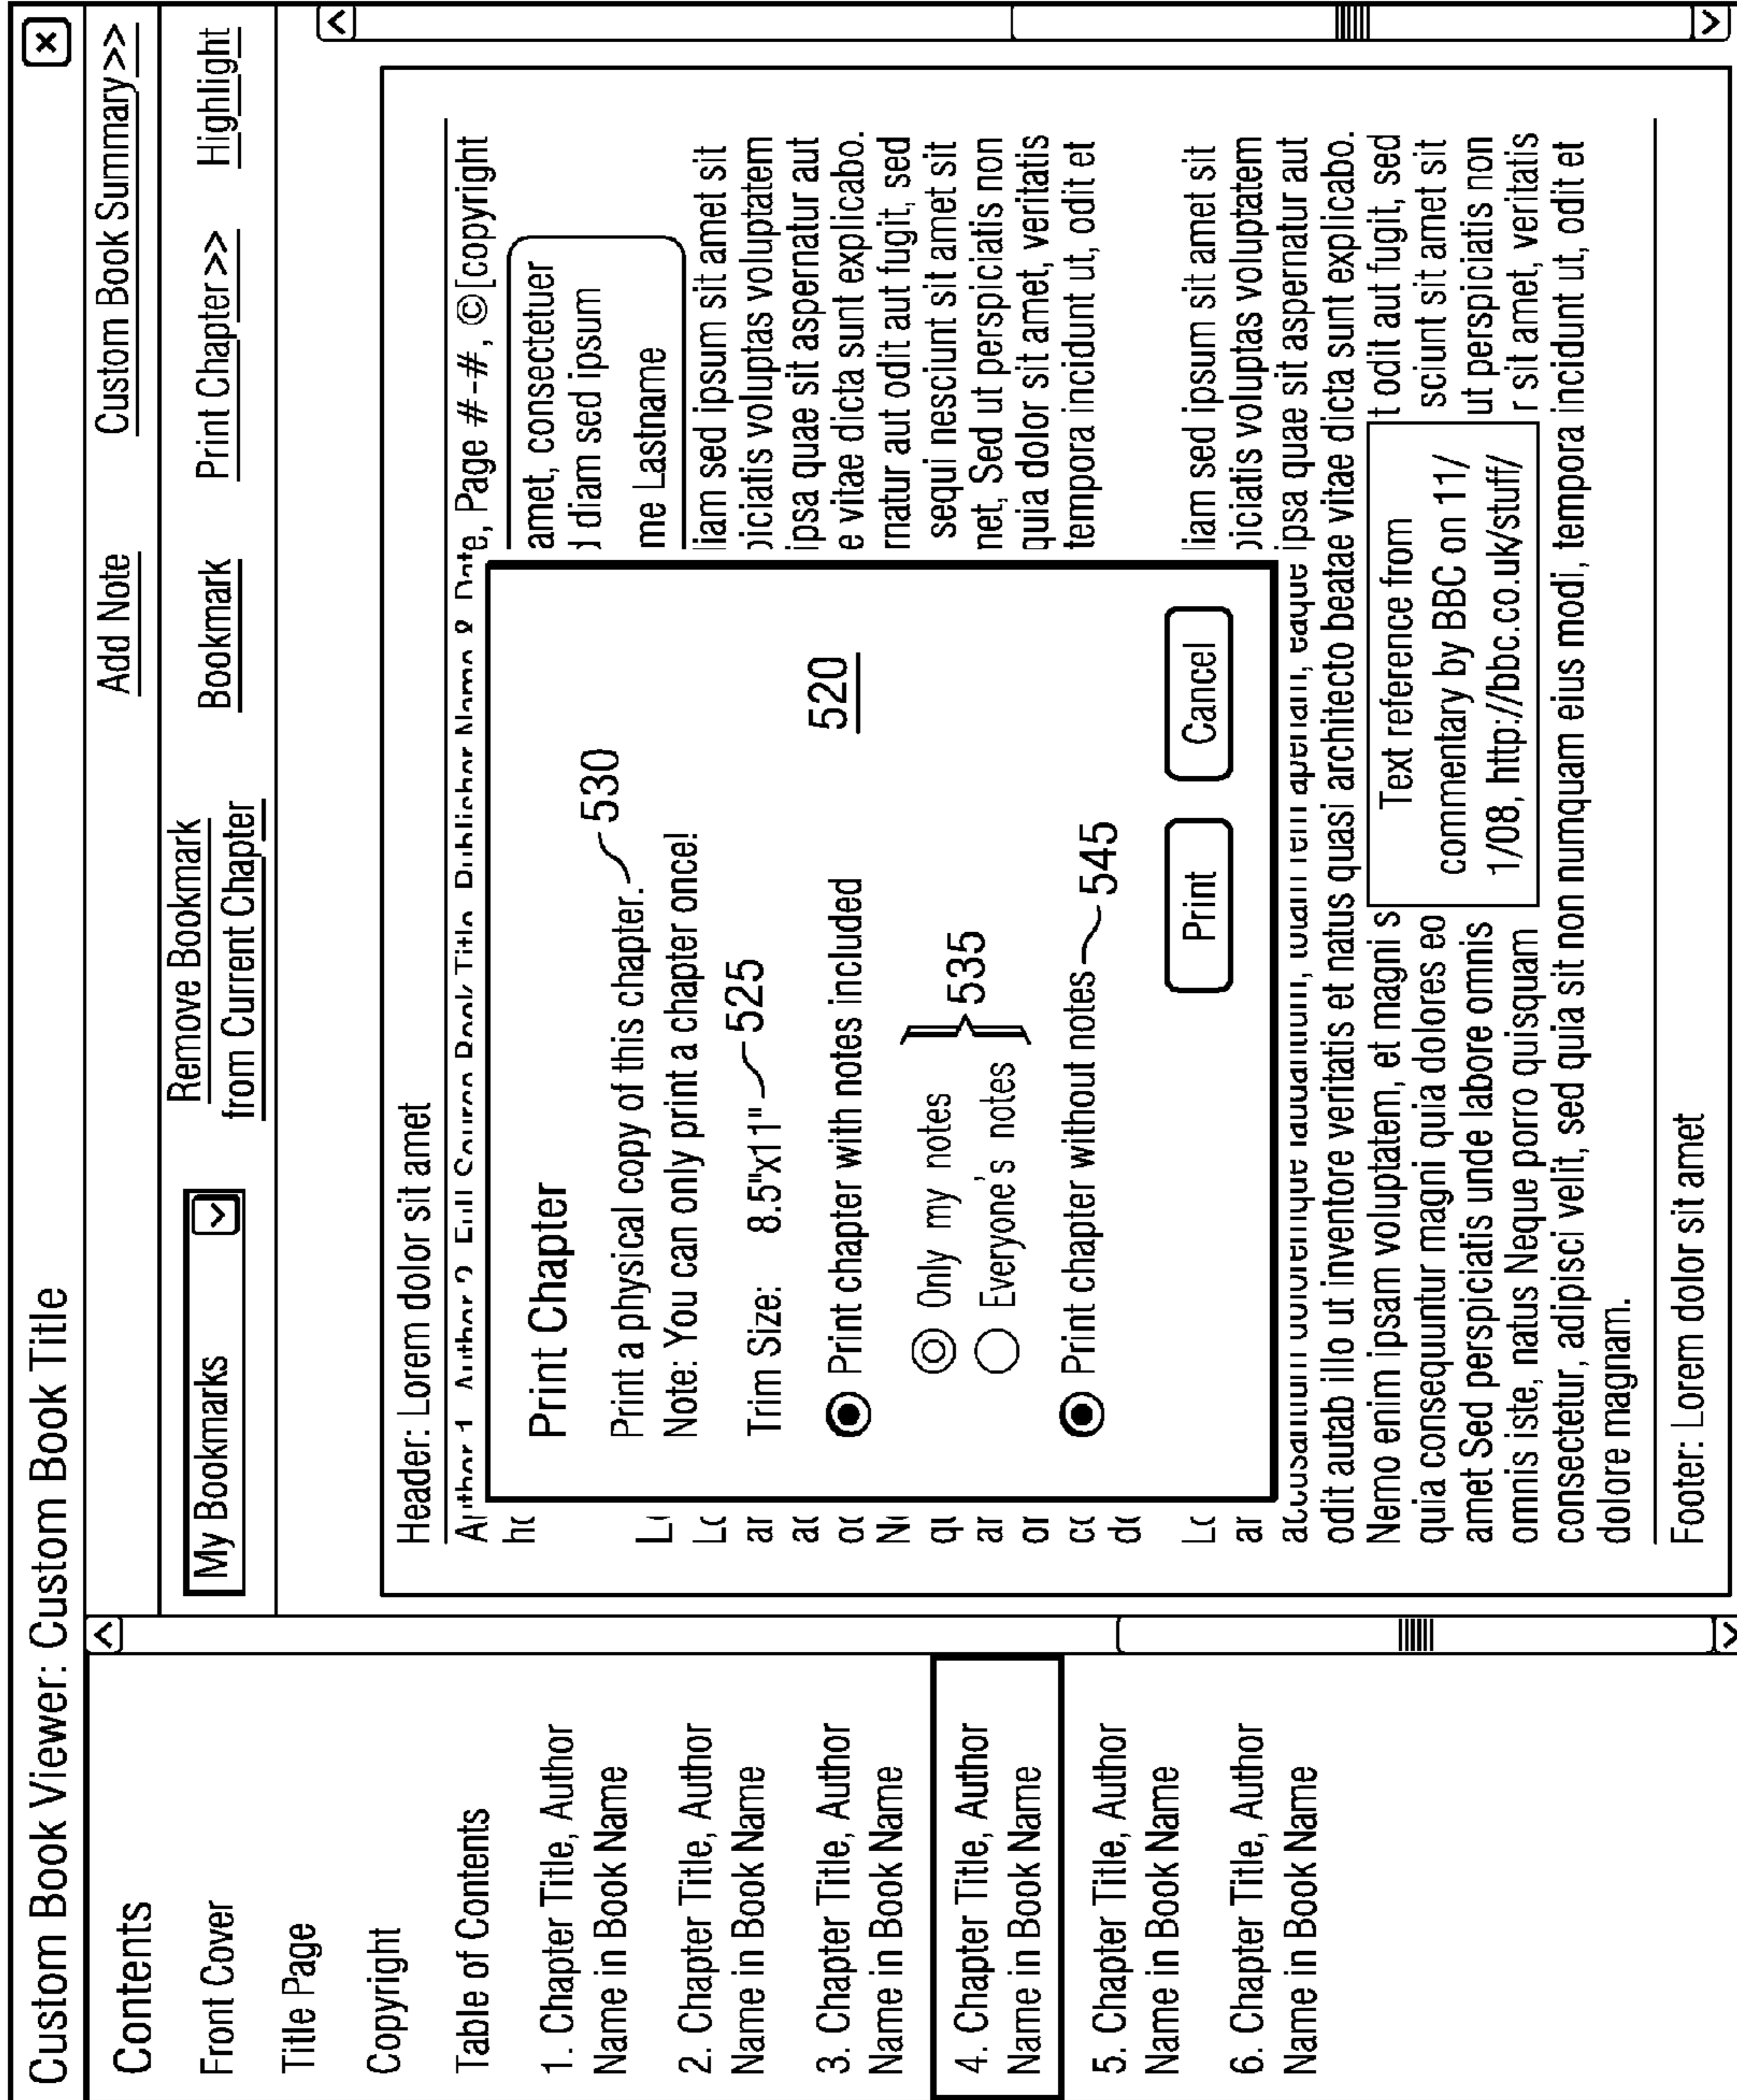 Custom Book Viewer: Custom Book Title
×
Contents
Front Cover
Title Page
Copyright
Table of Contents
1. Chapter Title, Author
Name in Book Name
2. Chapter Title, Author
Name in Book Name
3. Chapter Title, Author
Name in Book Name
4. Chapter Title, Author
Name in Book Name
5. Chapter Title, Author
Name in Book Name
6. Chapter Title, Author
Name in Book Name
Add Note Custom Book Summary>>
My Bookmarks
Remove Bookmark
from Current Chapter
Bookmark Print Chapter >> Highlight
Header: Lorem dolor sit amet
Date, Page #-#, ©[copyright
amet, consectetuer
diam sed ipsum
me Lastname
liam sed ipsum sit amet sit
piciatis voluptas voluptatem
ipsa quae sit aspernatur aut
e vitae dicta sunt explicabo.
rnatur aut odit aut fugit, sed
sequi nesciunt sit amet sit
net, Sed ut perspiciatis non
quia dolor sit amet, veritatis
tempora incidunt ut, odit et
liam sed ipsum sit amet sit
piciatis voluptas voluptatem
Print Chapter
Print a physical copy of this chapter. 530
Note: You can only print a chapter once!
Trim Size: 8.5"x11" 525
520
Print chapter with notes included
Only my notes
Everyone's notes
535
Print chapter without notes 545
Print Cancel
ipsa quae sit aspernatur aut
odit autab illo ut inventore veritatis et natus quasi architecto beatae vitae dicta sunt explicabo.
Nemo enim ipsam voluptatem, et magni s t odit aut fugit, sed
quia consequuntur magni quia dolores eo sciunt sit amet sit
amet Sed perspiciatis unde labore omnis ut perspiciatis non
omnis iste, natus Neque porro quisquam r sit amet, veritatis
Text reference from
commentary by BBC on 11/
1/08, http://bbc.co.uk/stuff/
consectetur, adipisci velit, sed quia sit non numquam eius modi, tempora incidunt ut, odit et
dolore magnam.
Footer: Lorem dolor sit amet